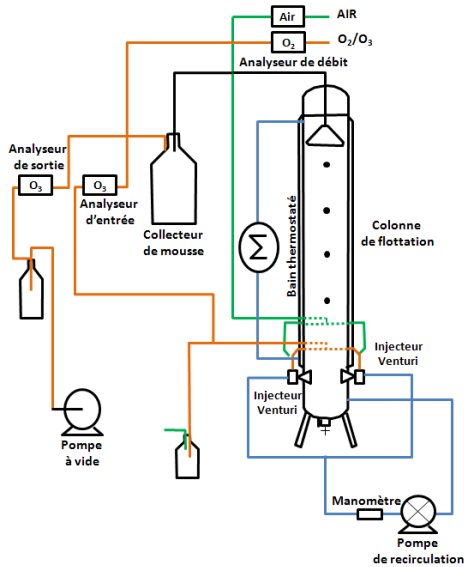 Air
AIR
O2
O2/O3
Analyseur de débit
Analyseur
de sortie
O3
O3
Analyseur
d'entrée
Collecteur
de mousse
Σ
Bain thermostaté
Colonne
de flottation
Injecteur
Venturi
Injecteur
Venturi
Pompe
à vide
Manomètre
Pompe
de recirculation